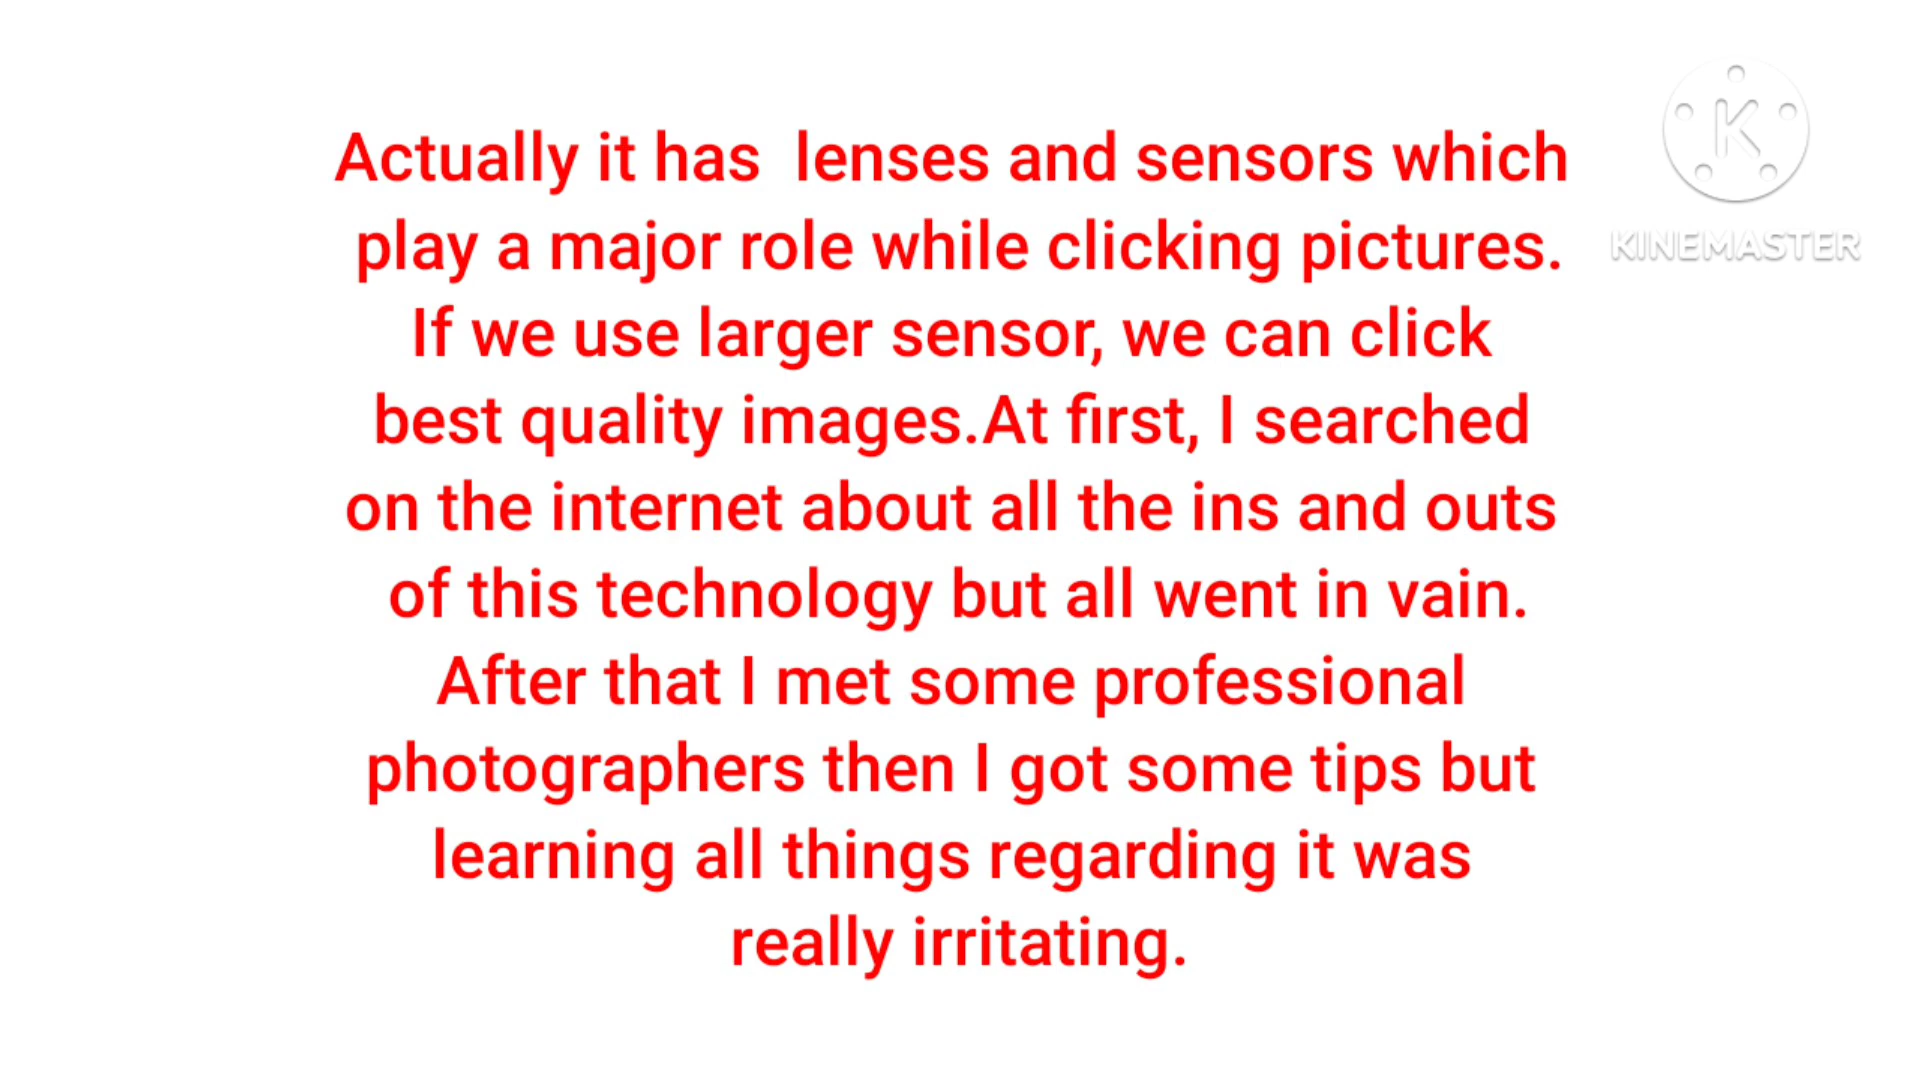 Actually it has  lenses and sensors which
play a major role while clicking pictures.
If we use larger sensor, we can click
best quality images.At first, I searched
on the internet about all the ins and outs
of this technology but all went in vain.
After that I met some professional
photographers then I got some tips but
learning all things regarding it was
really irritating.
K
KINEMASTER